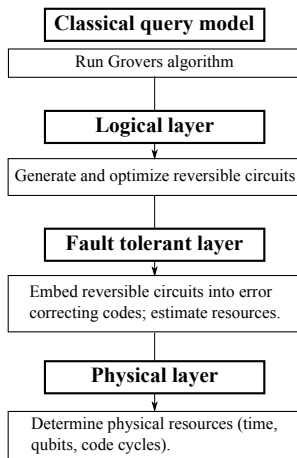 Classical query model
Run Grovers algorithm
Logical layer
Generate and optimize reversible circuits
Fault tolerant layer
Embed reversible circuits into error
correcting codes; estimate resources.
Physical layer
Determine physical resources (time,
qubits, code cycles).